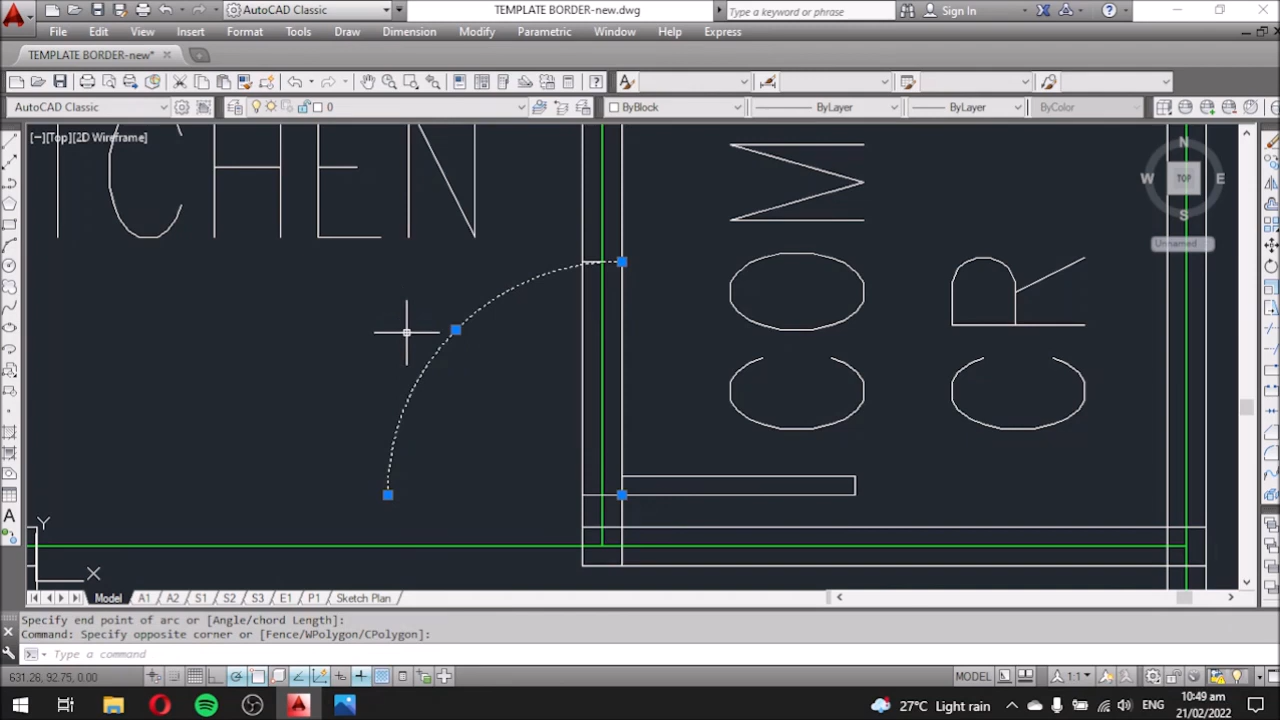 AutoCAD Classic
TEMPLATE BORDER-new.dwg
Type a keyword or phrase
Sign In
File Edit View Insert Format Tools Draw Dimension Modify Parametric Window Help Express
TEMPLATE BORDER-new*
AutoCAD Classic
0
ByBlock
ByLayer
ByLayer
ByColor
[−][Top][2D Wireframe]
TCHEN
COM
CR
N
W TOP E
S
Unnamed
Y
X
Model A1 A2 S1 S2 S3 E1 P1 Sketch Plan
Specify end point of arc or [Angle/chord Length]:
Command: Specify opposite corner or [Fence/WPolygon/CPolygon]:
Type a command
631.26, 92.75, 0.00
MODEL
1:1
27°C Light rain
ENG
10:49 am
21/02/2022